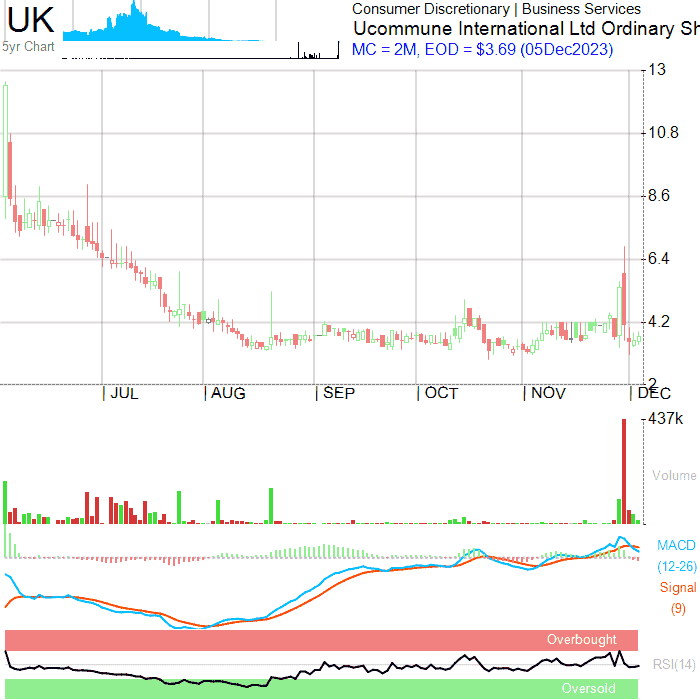 UK
5yr Chart
Consumer Discretionary | Business Services
Ucommune International Ltd Ordinary Sh
MC = 2M, EOD = $3.69 (05Dec2023)
13
10.8
8.6
6.4
4.2
2
| JUL | AUG | SEP | OCT | NOV | DEC
437k
Volume
MACD
(12-26)
Signal
(9)
Overbought
RSI(14)
Oversold